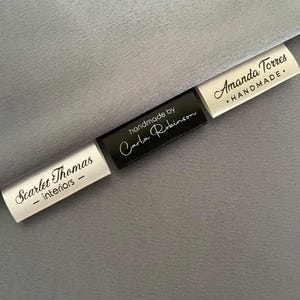 Scarlet Thomas
— interiors —
handmade by
Carla Robinson
Amanda Torres
• HANDMADE •